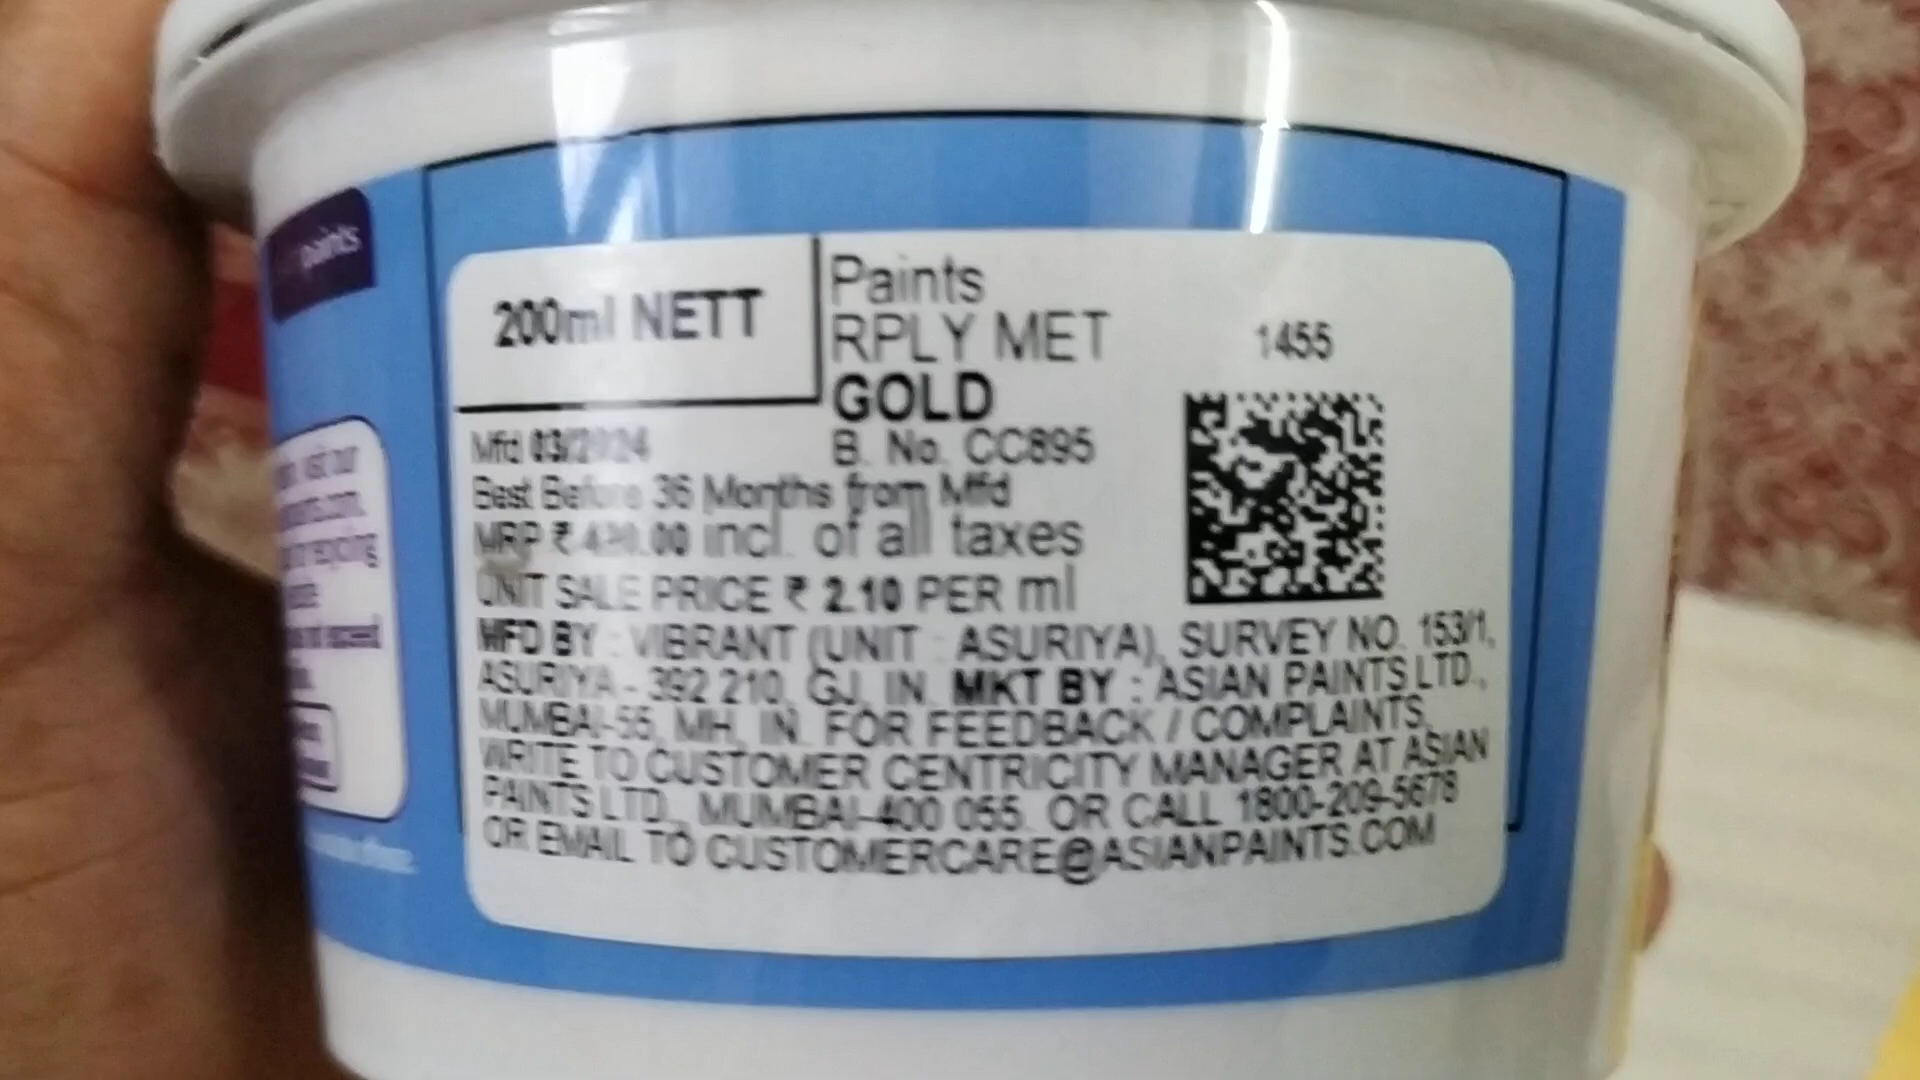 paints
200ml NETT
Paints
RPLY MET
GOLD
1455
Mfd 03/2024
B. No. CC895
Best Before 36 Months from Mfd
MRP ₹ 420.00 incl. of all taxes
UNIT SALE PRICE ₹ 2.10 PER ml
MFD BY : VIBRANT (UNIT : ASURIYA), SURVEY NO. 153/1,
ASURIYA - 392 210, GJ, IN. MKT BY : ASIAN PAINTS LTD.,
MUMBAI-55, MH, IN. FOR FEEDBACK / COMPLAINTS,
WRITE TO CUSTOMER CENTRICITY MANAGER AT ASIAN
PAINTS LTD., MUMBAI-400 055. OR CALL 1800-209-5678
OR EMAIL TO CUSTOMERCARE@ASIANPAINTS.COM